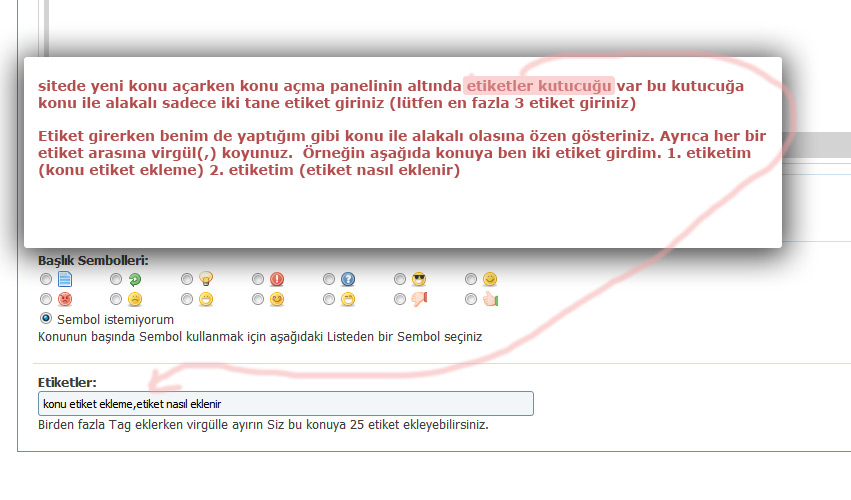 sitede yeni konu açarken konu açma panelinin altında etiketler kutucuğu var bu kutucuğa
konu ile alakalı sadece iki tane etiket giriniz (lütfen en fazla 3 etiket giriniz)
Etiket girerken benim de yaptığım gibi konu ile alakalı olasına özen gösteriniz. Ayrıca her bir
etiket arasına virgül(,) koyunuz. Örneğin aşağıda konuya ben iki etiket girdim. 1. etiketim
(konu etiket ekleme) 2. etiketim (etiket nasıl eklenir)
Başlık Sembolleri:
Sembol istemiyorum
Konunun başında Sembol kullanmak için aşağıdaki Listeden bir Sembol seçiniz
Etiketler:
konu etiket ekleme,etiket nasıl eklenir
Birden fazla Tag eklerken virgülle ayırın Siz bu konuya 25 etiket ekleyebilirsiniz.